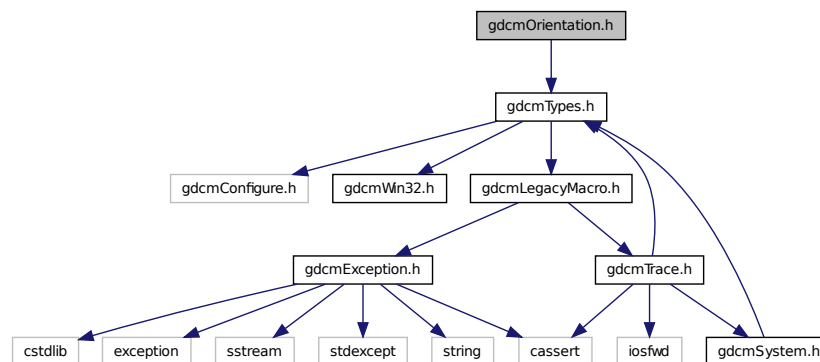 gdcmOrientation.h
gdcmTypes.h
gdcmConfigure.h
gdcmWin32.h
gdcmLegacyMacro.h
gdcmException.h
gdcmTrace.h
cstdlib
exception
sstream
stdexcept
string
cassert
iosfwd
gdcmSystem.h